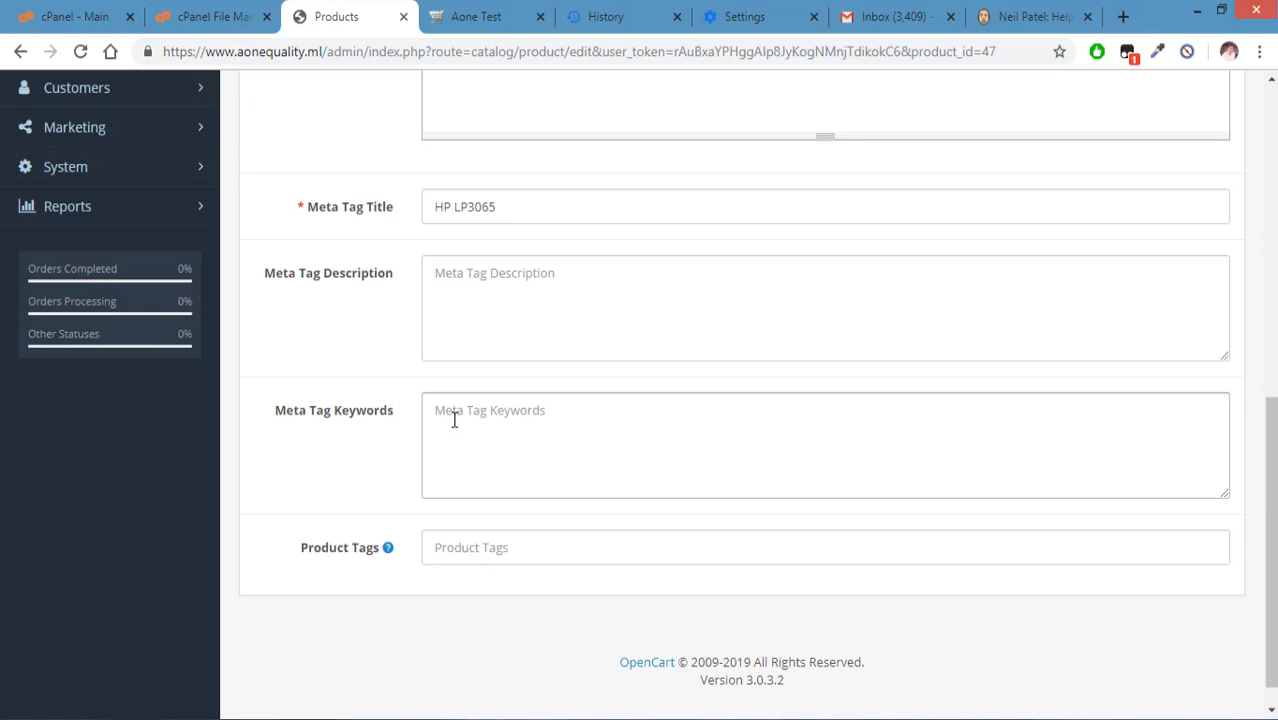 cPanel - Main
cPanel File Ma
Products
Aone Test
History
Settings
Inbox (3,409) -
Neil Patel: Help
https://www.aonequality.ml/admin/index.php?route=catalog/product/edit&user_token=rAuBxaYPHggAlp8JyKogNMnjTdikokC6&product_id=47
1
Customers
Marketing
System
Reports
Orders Completed 0%
Orders Processing 0%
Other Statuses 0%
* Meta Tag Title
HP LP3065
Meta Tag Description
Meta Tag Description
Meta Tag Keywords
Meta Tag Keywords
Product Tags ?
Product Tags
OpenCart © 2009-2019 All Rights Reserved.
Version 3.0.3.2